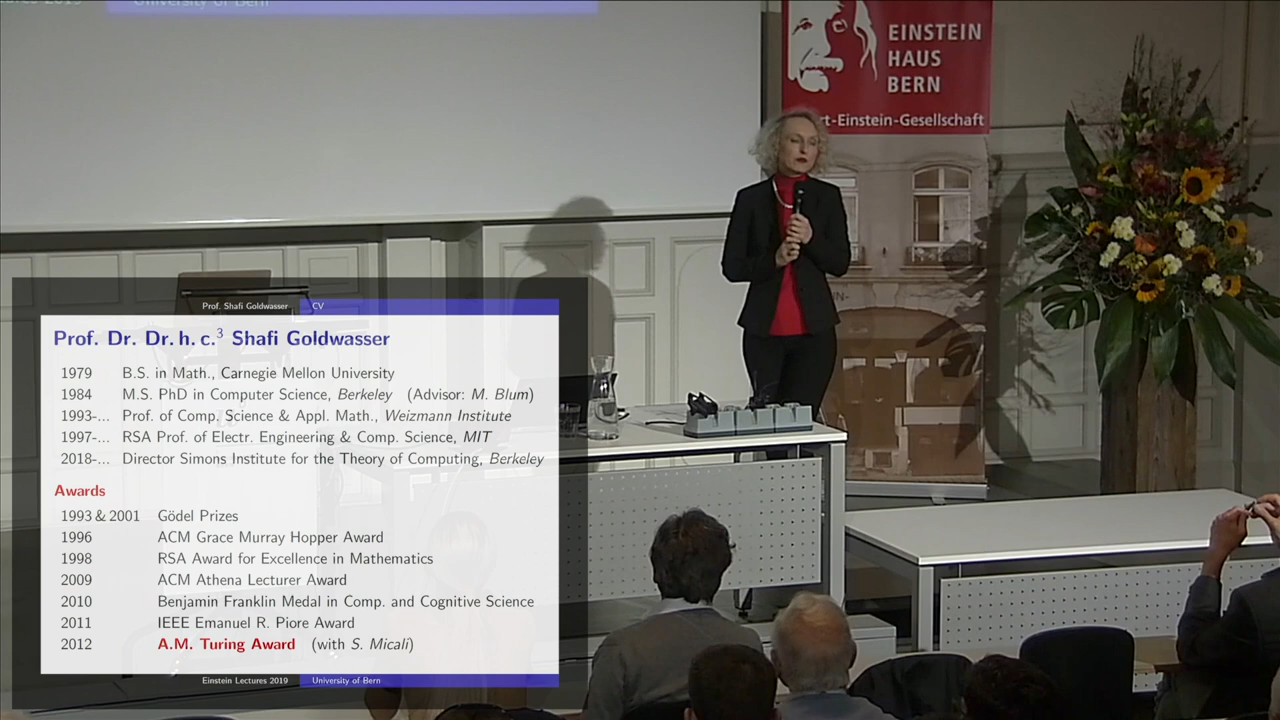 University of Bern
EINSTEIN
HAUS
BERN
rt-Einstein-Gesellschaft
Prof. Shafi Goldwasser CV
Prof. Dr. Dr. h. c.³ Shafi Goldwasser
1979 B.S. in Math., Carnegie Mellon University
1984 M.S. PhD in Computer Science, Berkeley (Advisor: M. Blum)
1993-... Prof. of Comp. Science & Appl. Math., Weizmann Institute
1997-... RSA Prof. of Electr. Engineering & Comp. Science, MIT
2018-... Director Simons Institute for the Theory of Computing, Berkeley
Awards
1993 & 2001 Gödel Prizes
1996 ACM Grace Murray Hopper Award
1998 RSA Award for Excellence in Mathematics
2009 ACM Athena Lecturer Award
2010 Benjamin Franklin Medal in Comp. and Cognitive Science
2011 IEEE Emanuel R. Piore Award
2012 A.M. Turing Award (with S. Micali)
Einstein Lectures 2019 University of Bern